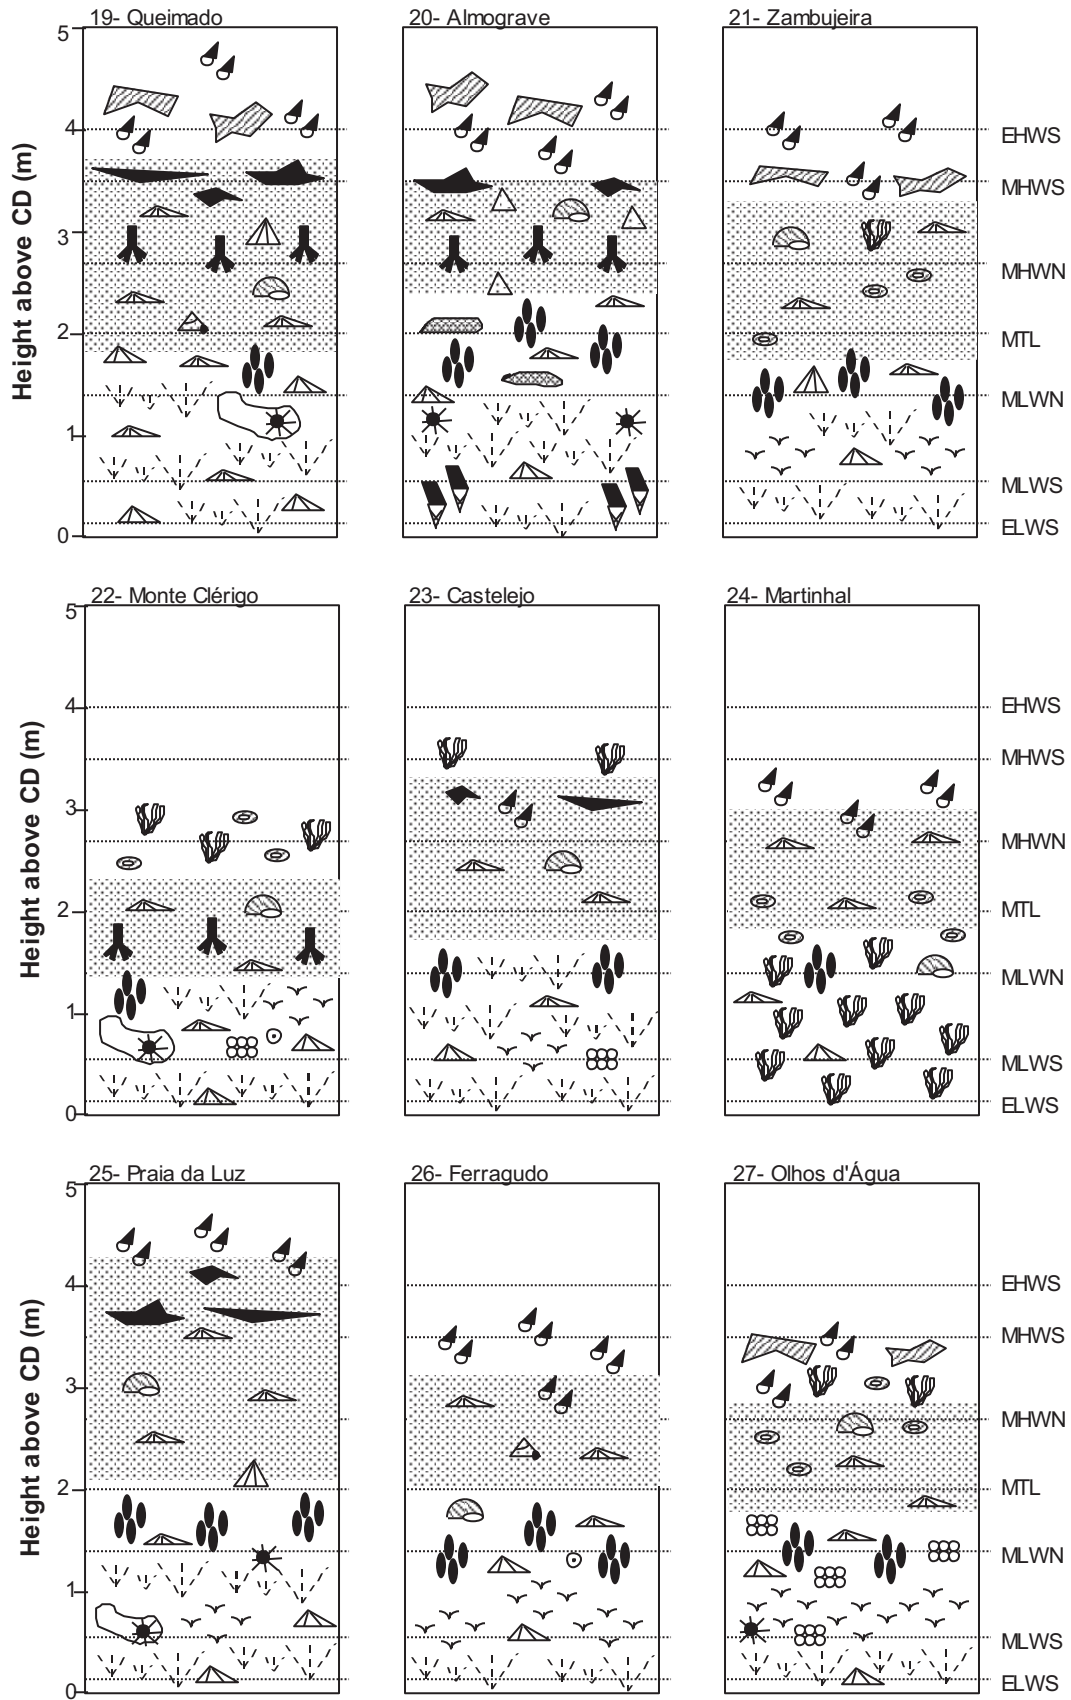 19- Queimado 20- Almograve 21- Zambujeira
Height above CD (m)
5
4
3
2
1
0
EHWS
MHWS
MHWN
MTL
MLWN
MLWS
ELWS
22- Monte Clérigo 23- Castelejo 24- Martinhal
Height above CD (m)
5
4
3
2
1
0
EHWS
MHWS
MHWN
MTL
MLWN
MLWS
ELWS
25- Praia da Luz 26- Ferragudo 27- Olhos d'Água
Height above CD (m)
5
4
3
2
1
0
EHWS
MHWS
MHWN
MTL
MLWN
MLWS
ELWS